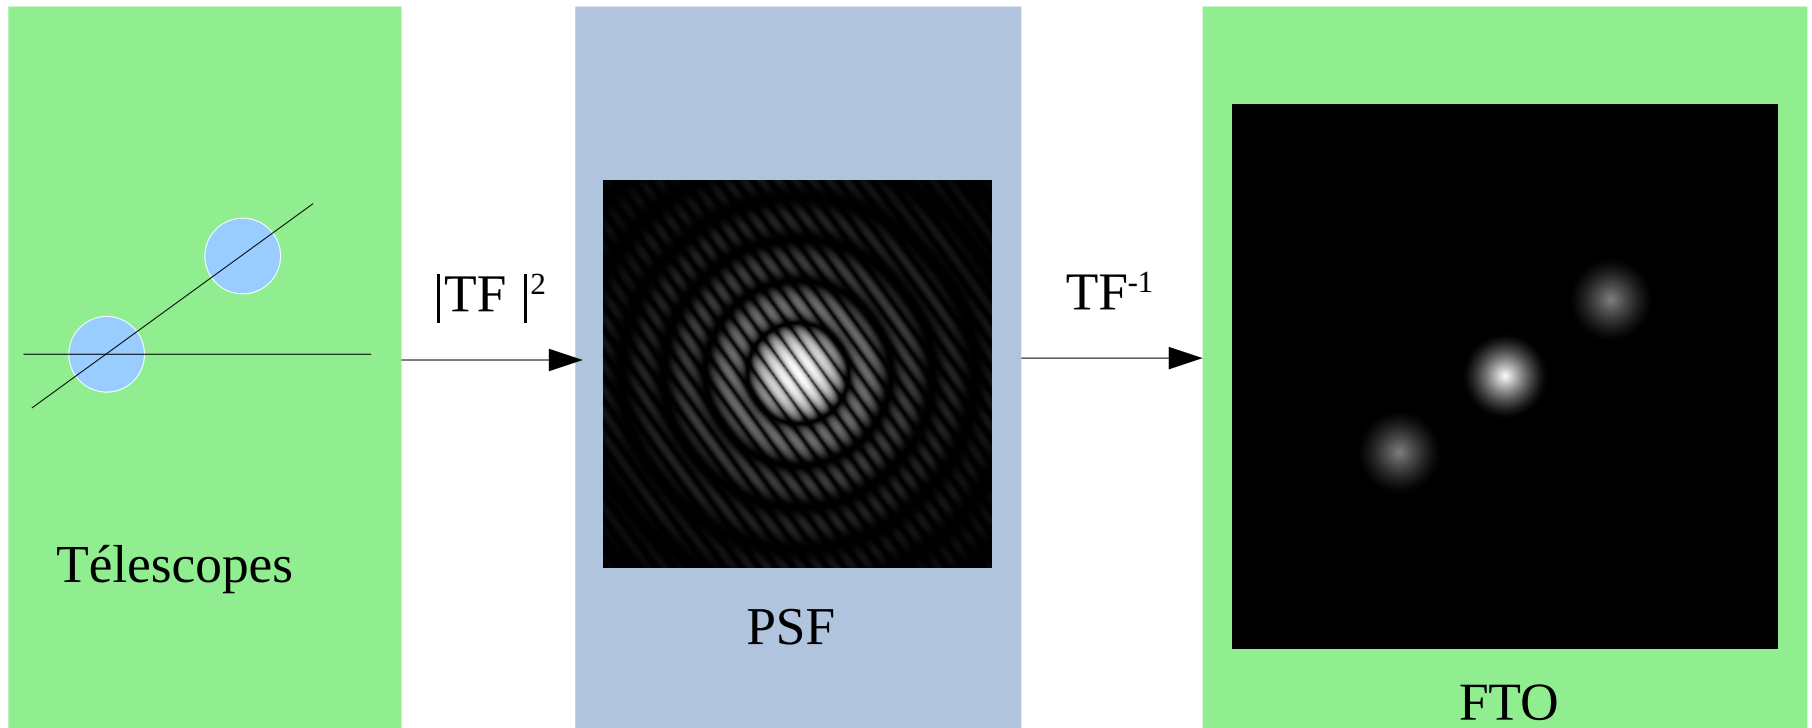 Télescopes
|TF |²
PSF
TF⁻¹
FTO